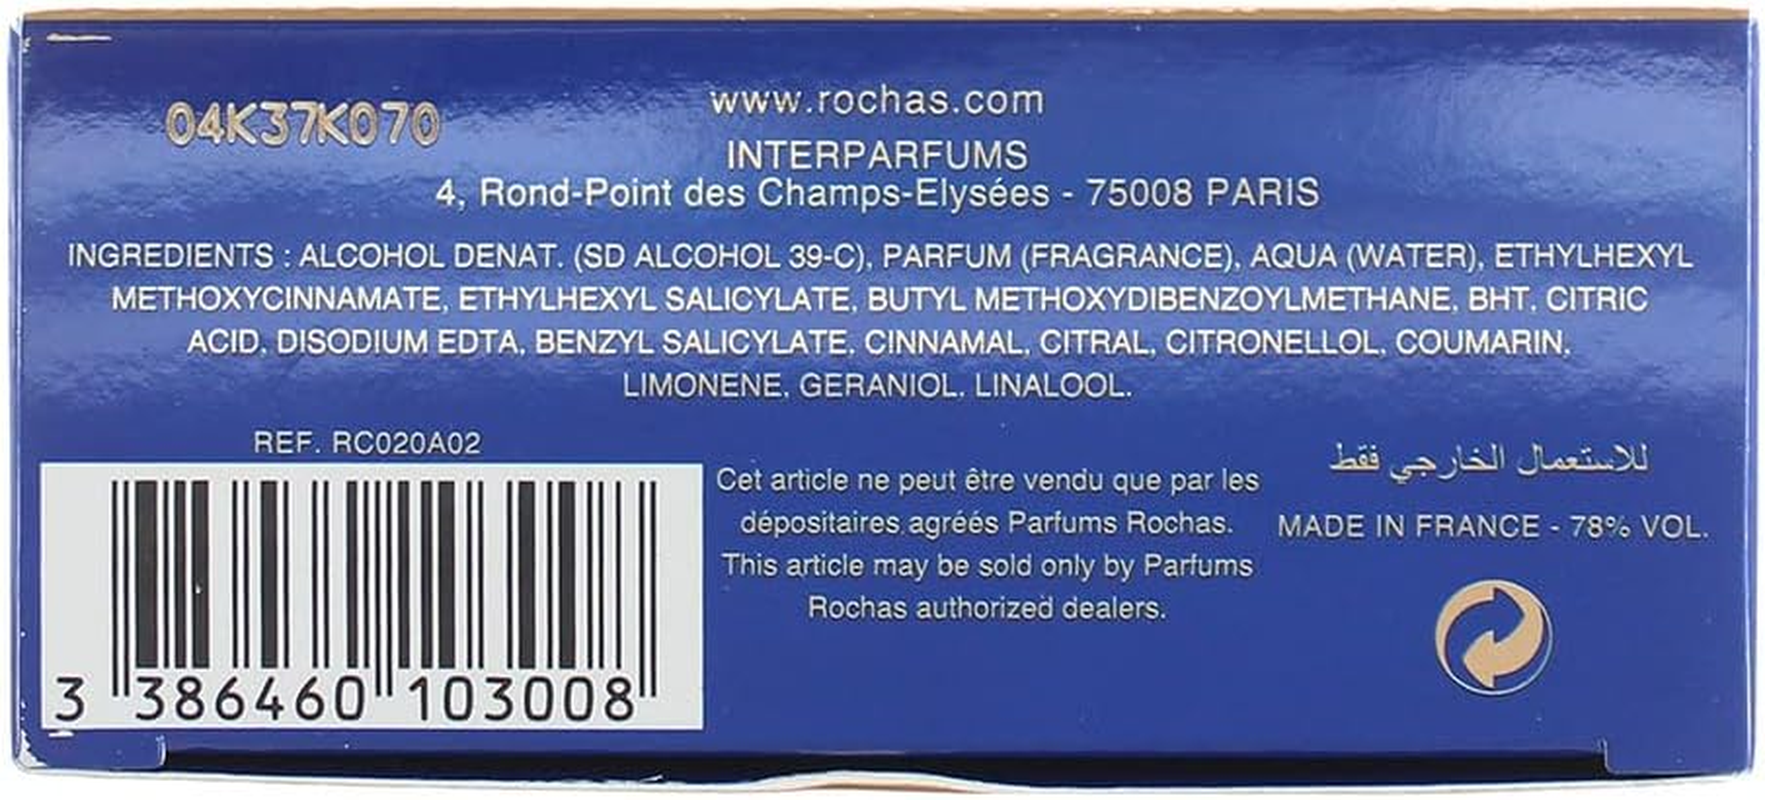 04K37K070
www.rochas.com
INTERPARFUMS
4, Rond-Point des Champs-Elysées - 75008 PARIS
INGREDIENTS : ALCOHOL DENAT. (SD ALCOHOL 39-C), PARFUM (FRAGRANCE), AQUA (WATER), ETHYLHEXYL
METHOXYCINNAMATE, ETHYLHEXYL SALICYLATE, BUTYL METHOXYDIBENZOYLMETHANE, BHT, CITRIC
ACID, DISODIUM EDTA, BENZYL SALICYLATE, CINNAMAL, CITRAL, CITRONELLOL, COUMARIN,
LIMONENE, GERANIOL, LINALOOL.
REF. RC020A02
3 386460 103008
Cet article ne peut être vendu que par les
dépositaires agréés Parfums Rochas.
This article may be sold only by Parfums
Rochas authorized dealers.
للاستعمال الخارجي فقط
MADE IN FRANCE - 78% VOL.